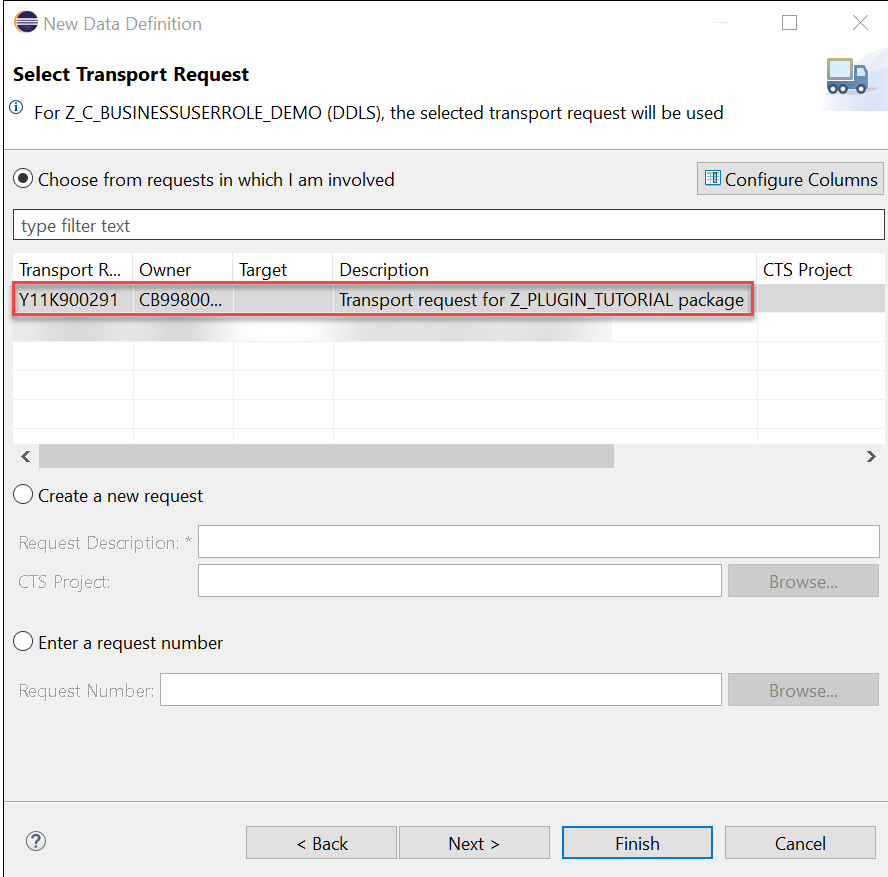 New Data Definition
Select Transport Request
For Z_C_BUSINESSUSERROLE_DEMO (DDLS), the selected transport request will be used
Choose from requests in which I am involved
Configure Columns
type filter text
Transport R... Owner Target Description CTS Project
Y11K900291 CB99800... Transport request for Z_PLUGIN_TUTORIAL package
Create a new request
Request Description: *
CTS Project: Browse...
Enter a request number
Request Number: Browse...
? < Back Next > Finish Cancel